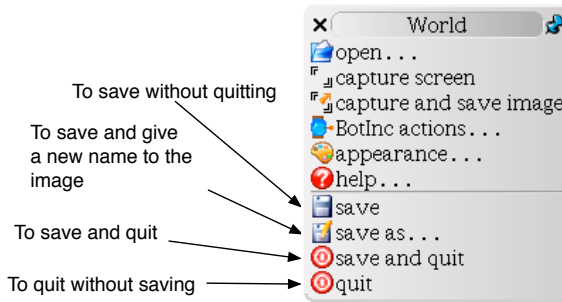 World
open...
capture screen
capture and save image
BotInc actions...
appearance...
help...
save
save as...
save and quit
quit
To save without quitting
To save and give
a new name to the
image
To save and quit
To quit without saving